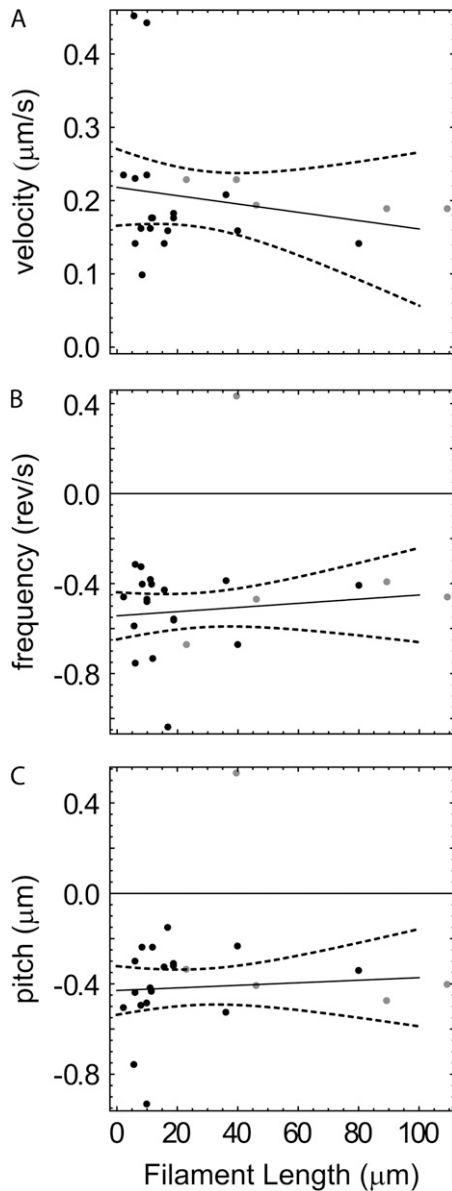 A
velocity (μm/s)
0.4
0.3
0.2
0.1
0.0
B
frequency (rev/s)
0.4
0.0
-0.4
-0.8
C
pitch (μm)
0.4
0.0
-0.4
-0.8
0 20 40 60 80 100
Filament Length (μm)